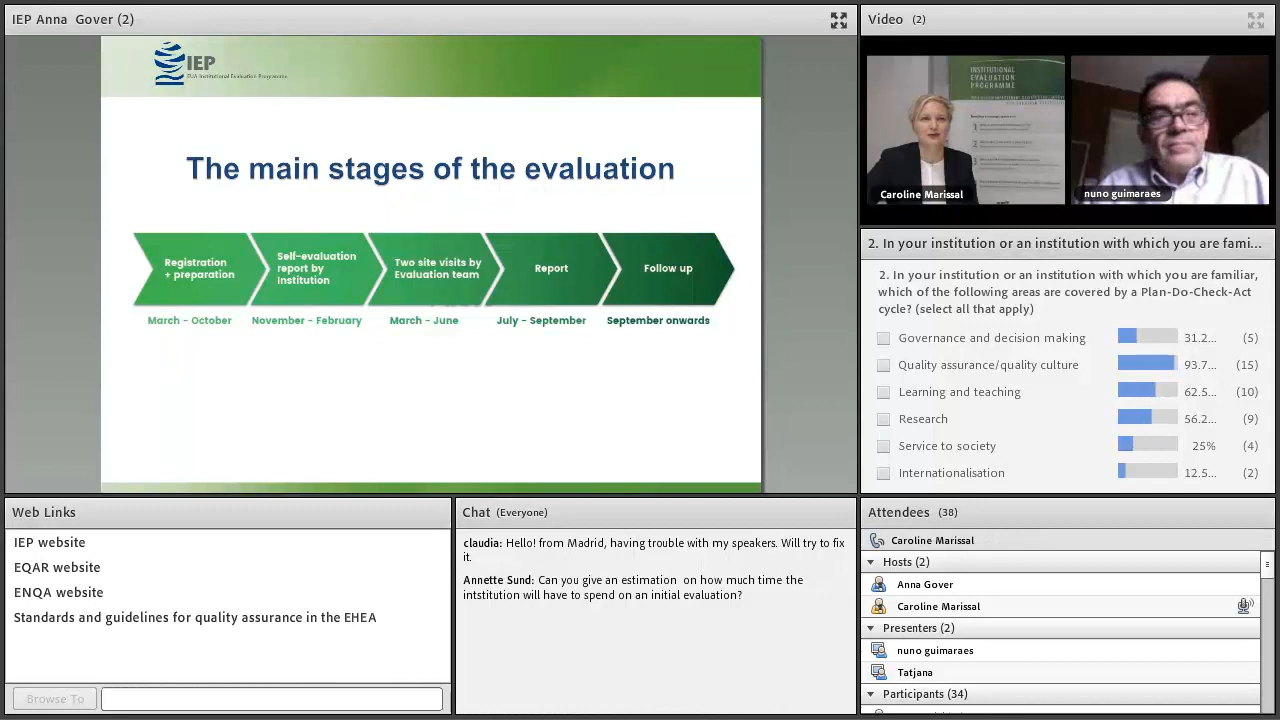 IEP Anna Gover (2)
IEP
EUA Institutional Evaluation Programme
The main stages of the evaluation
Registration
+ preparation
Self-evaluation
report by
Institution
Two site visits by
Evaluation team
Report
Follow up
March - October
November - February
March - June
July - September
September onwards
Video (2)
INSTITUTIONAL
EVALUATION
PROGRAMME
1
2
3
Caroline Marissal
nuno guimaraes
2. In your institution or an institution with which you are fami...
2. In your institution or an institution with which you are familiar,
which of the following areas are covered by a Plan-Do-Check-Act
cycle? (select all that apply)
Governance and decision making 31.2... (5)
Quality assurance/quality culture 93.7... (15)
Learning and teaching 62.5... (10)
Research 56.2... (9)
Service to society 25% (4)
Internationalisation 12.5... (2)
Web Links
IEP website
EQAR website
ENQA website
Standards and guidelines for quality assurance in the EHEA
Browse To
Chat (Everyone)
claudia: Hello! from Madrid, having trouble with my speakers. Will try to fix
it.
Annette Sund: Can you give an estimation on how much time the
intstitution will have to spend on an initial evaluation?
Attendees (38)
Caroline Marissal
Hosts (2)
Anna Gover
Caroline Marissal
Presenters (2)
nuno guimaraes
Tatjana
Participants (34)